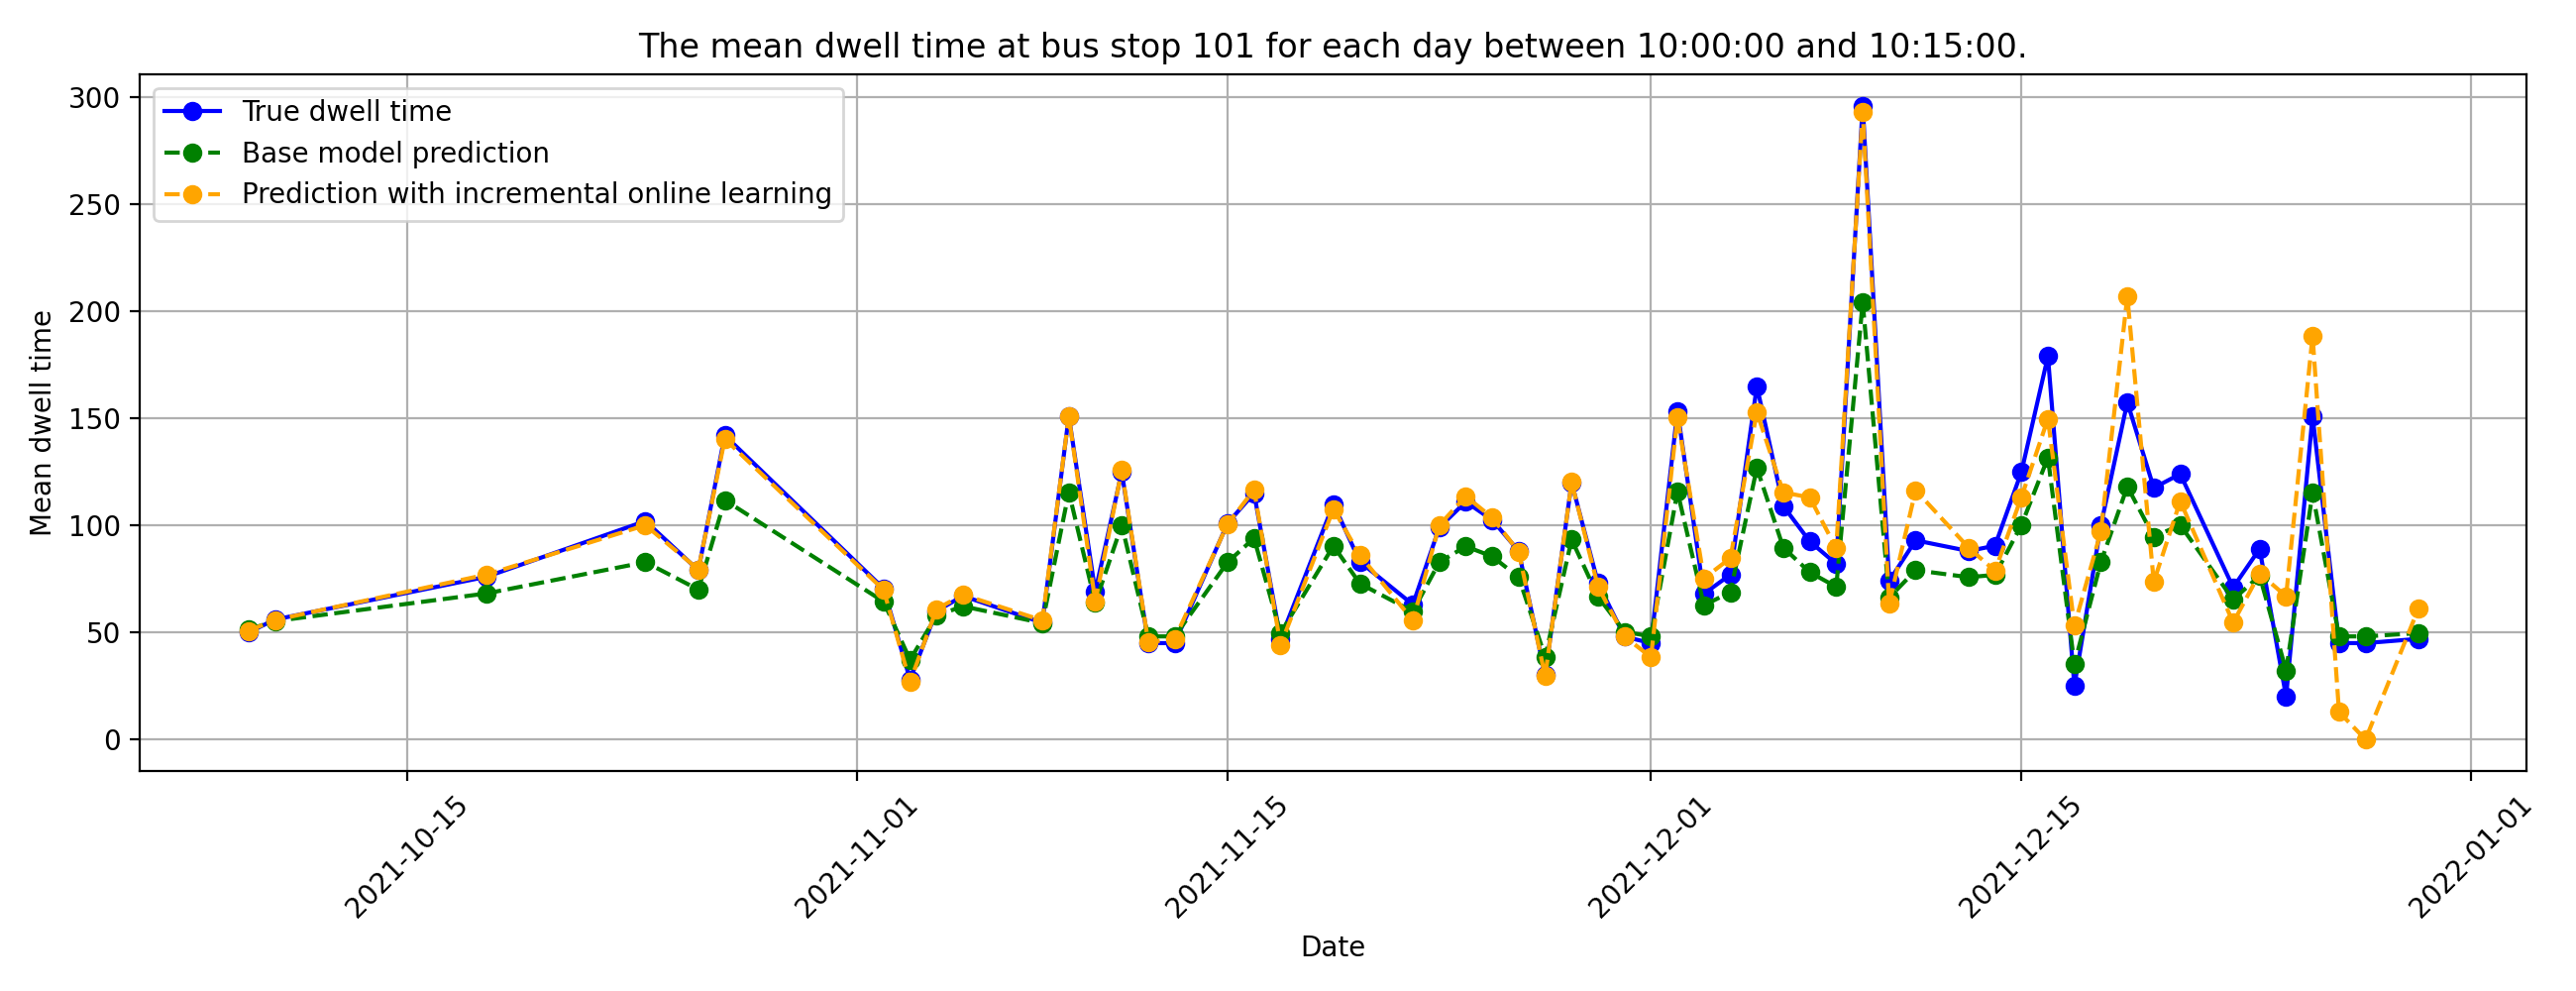 The mean dwell time at bus stop 101 for each day between 10:00:00 and 10:15:00.
True dwell time
Base model prediction
Prediction with incremental online learning
Mean dwell time
300
250
200
150
100
50
0
2021-10-15
2021-11-01
2021-11-15
2021-12-01
2021-12-15
2022-01-01
Date